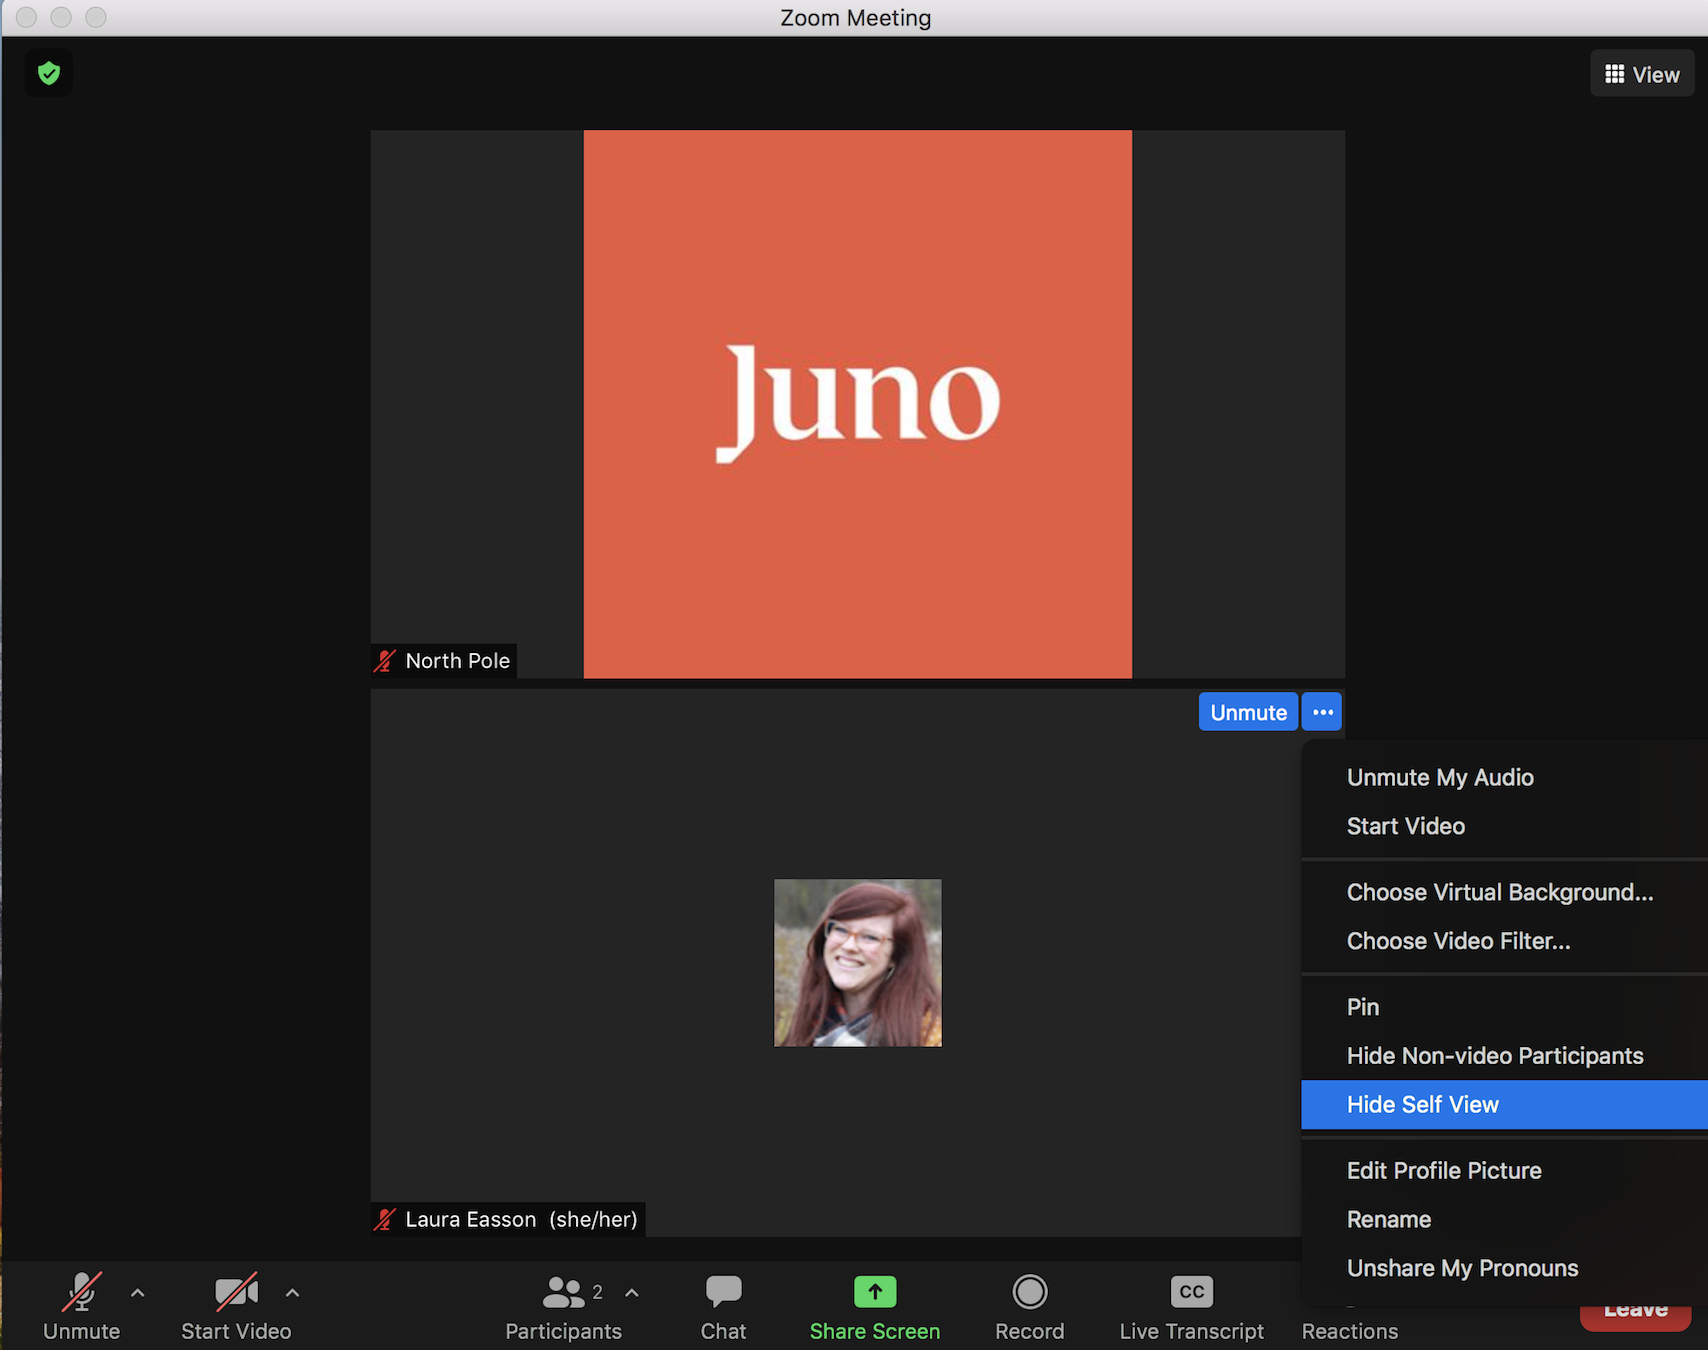 Zoom Meeting
View
Juno
North Pole
Unmute
Unmute My Audio
Start Video
Choose Virtual Background...
Choose Video Filter...
Pin
Hide Non-video Participants
Hide Self View
Edit Profile Picture
Rename
Unshare My Pronouns
Laura Easson (she/her)
2
CC
Leave
Unmute
Start Video
Participants
Chat
Share Screen
Record
Live Transcript
Reactions